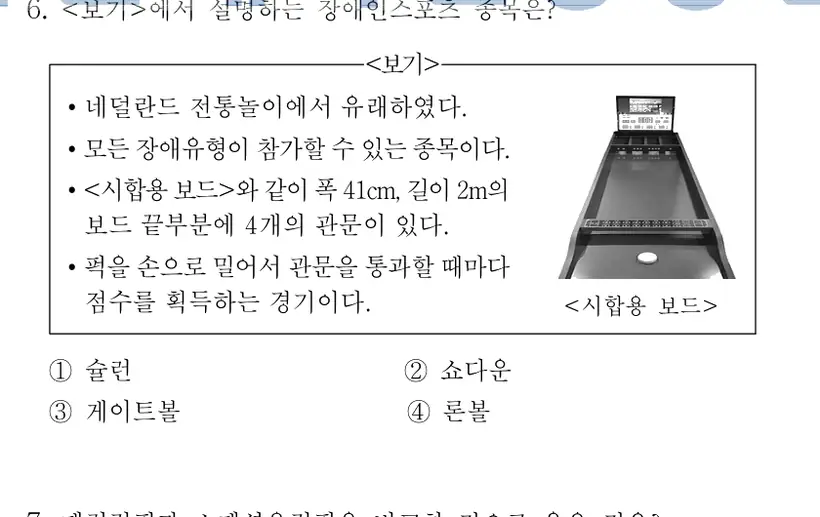 6. <보기>에서 설명하는 장애인스포츠 종목은?
<보기>
• 네덜란드 전통놀이에서 유래하였다.
• 모든 장애유형이 참가할 수 있는 종목이다.
• <시합용 보드>와 같이 폭 41cm, 길이 2m의
보드 끝부분에 4개의 관문이 있다.
• 퍽을 손으로 밀어서 관문을 통과할 때마다
점수를 획득하는 경기이다.
<시합용 보드>
① 슐런
② 쇼다운
③ 게이트볼
④ 론볼